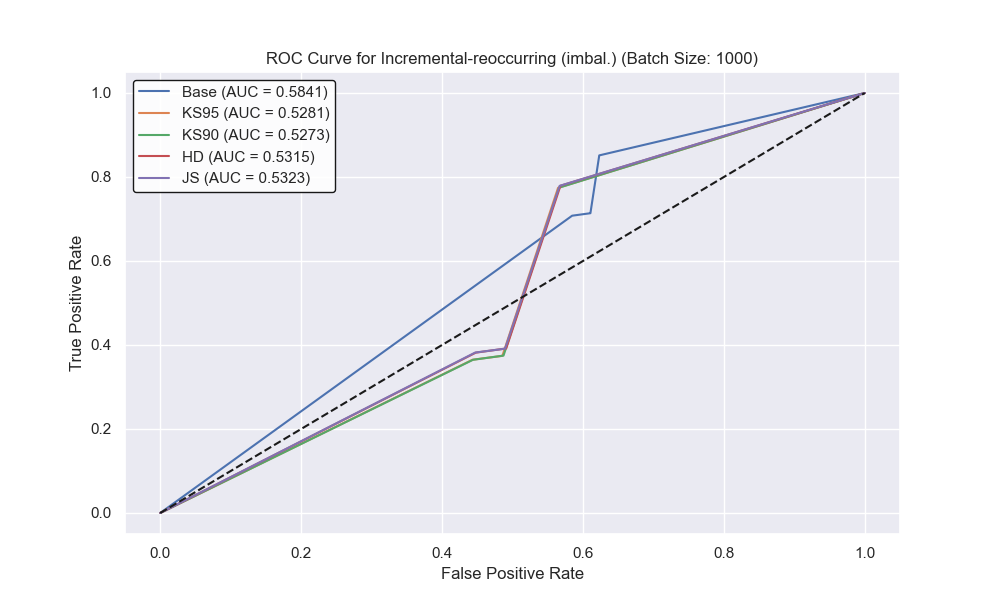 ROC Curve for Incremental-reoccurring (imbal.) (Batch Size: 1000)
Base (AUC = 0.5841)
KS95 (AUC = 0.5281)
KS90 (AUC = 0.5273)
HD (AUC = 0.5315)
JS (AUC = 0.5323)
True Positive Rate
1.0
0.8
0.6
0.4
0.2
0.0
0.0 0.2 0.4 0.6 0.8 1.0
False Positive Rate